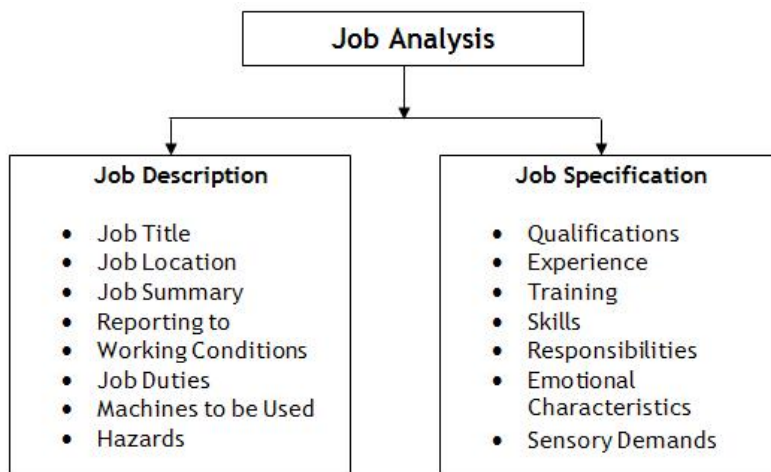 Job Analysis
Job Description
• Job Title
• Job Location
• Job Summary
• Reporting to
• Working Conditions
• Job Duties
• Machines to be Used
• Hazards
Job Specification
• Qualifications
• Experience
• Training
• Skills
• Responsibilities
• Emotional
Characteristics
• Sensory Demands